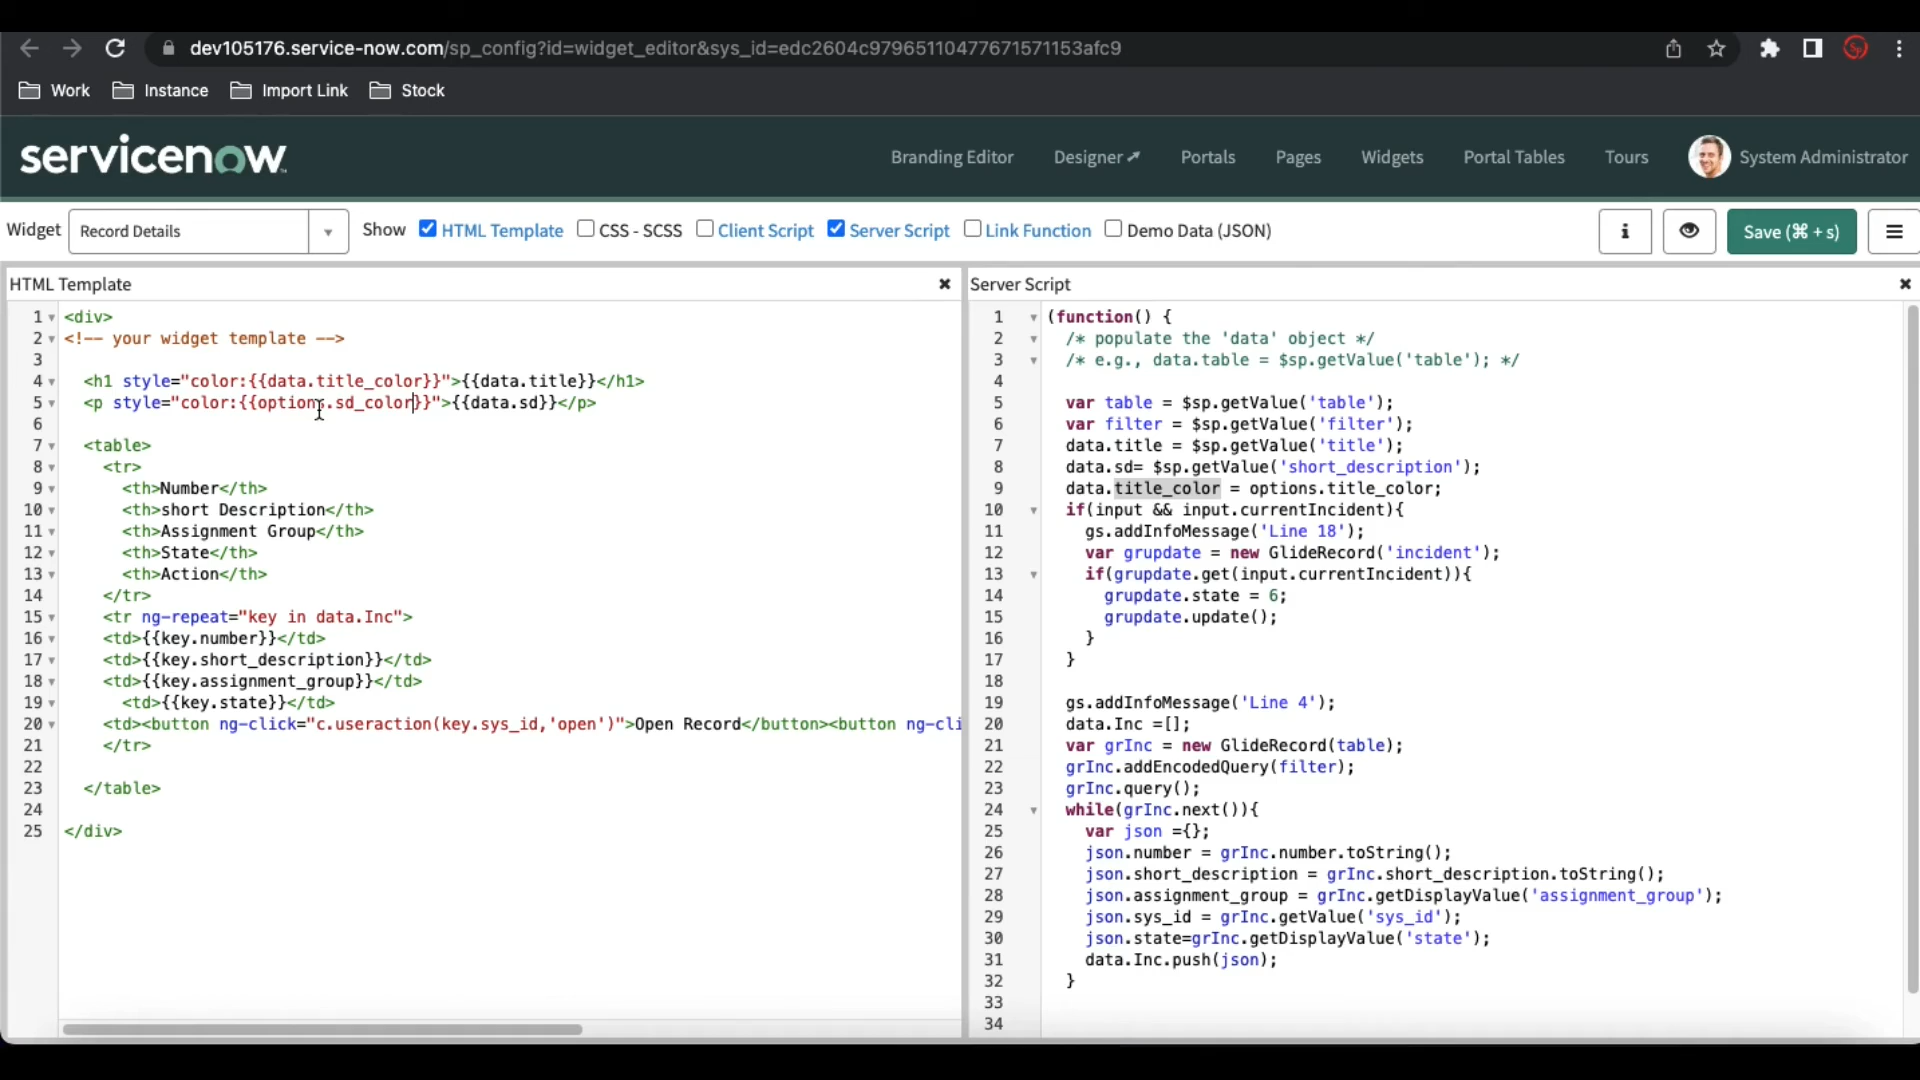 dev105176.service-now.com/sp_config?id=widget_editor&sys_id=edc2604c97965110477671571153afc9
Work Instance Import Link Stock
servicenow Branding Editor Designer Portals Pages Widgets Portal Tables Tours System Administrator
Widget Record Details Show HTML Template CSS - SCSS Client Script Server Script Link Function Demo Data (JSON) Save (⌘ + s)
HTML Template
1 <div>
2 <!-- your widget template -->
3
4 <h1 style="color:{{data.title_color}}">{{data.title}}</h1>
5 <p style="color:{{options.sd_color}}">{{data.sd}}</p>
6
7 <table>
8 <tr>
9 <th>Number</th>
10 <th>short Description</th>
11 <th>Assignment Group</th>
12 <th>State</th>
13 <th>Action</th>
14 </tr>
15 <tr ng-repeat="key in data.Inc">
16 <td>{{key.number}}</td>
17 <td>{{key.short_description}}</td>
18 <td>{{key.assignment_group}}</td>
19 <td>{{key.state}}</td>
20 <td><button ng-click="c.useraction(key.sys_id,'open')">Open Record</button><button ng-cli
21 </tr>
22
23 </table>
24
25 </div>
Server Script
1 (function() {
2 /* populate the 'data' object */
3 /* e.g., data.table = $sp.getValue('table'); */
4
5 var table = $sp.getValue('table');
6 var filter = $sp.getValue('filter');
7 data.title = $sp.getValue('title');
8 data.sd= $sp.getValue('short_description');
9 data.title_color = options.title_color;
10 if(input && input.currentIncident){
11 gs.addInfoMessage('Line 18');
12 var grupdate = new GlideRecord('incident');
13 if(grupdate.get(input.currentIncident)){
14 grupdate.state = 6;
15 grupdate.update();
16 }
17 }
18
19 gs.addInfoMessage('Line 4');
20 data.Inc =[];
21 var grInc = new GlideRecord(table);
22 grInc.addEncodedQuery(filter);
23 grInc.query();
24 while(grInc.next()){
25 var json ={};
26 json.number = grInc.number.toString();
27 json.short_description = grInc.short_description.toString();
28 json.assignment_group = grInc.getDisplayValue('assignment_group');
29 json.sys_id = grInc.getValue('sys_id');
30 json.state=grInc.getDisplayValue('state');
31 data.Inc.push(json);
32 }
33
34